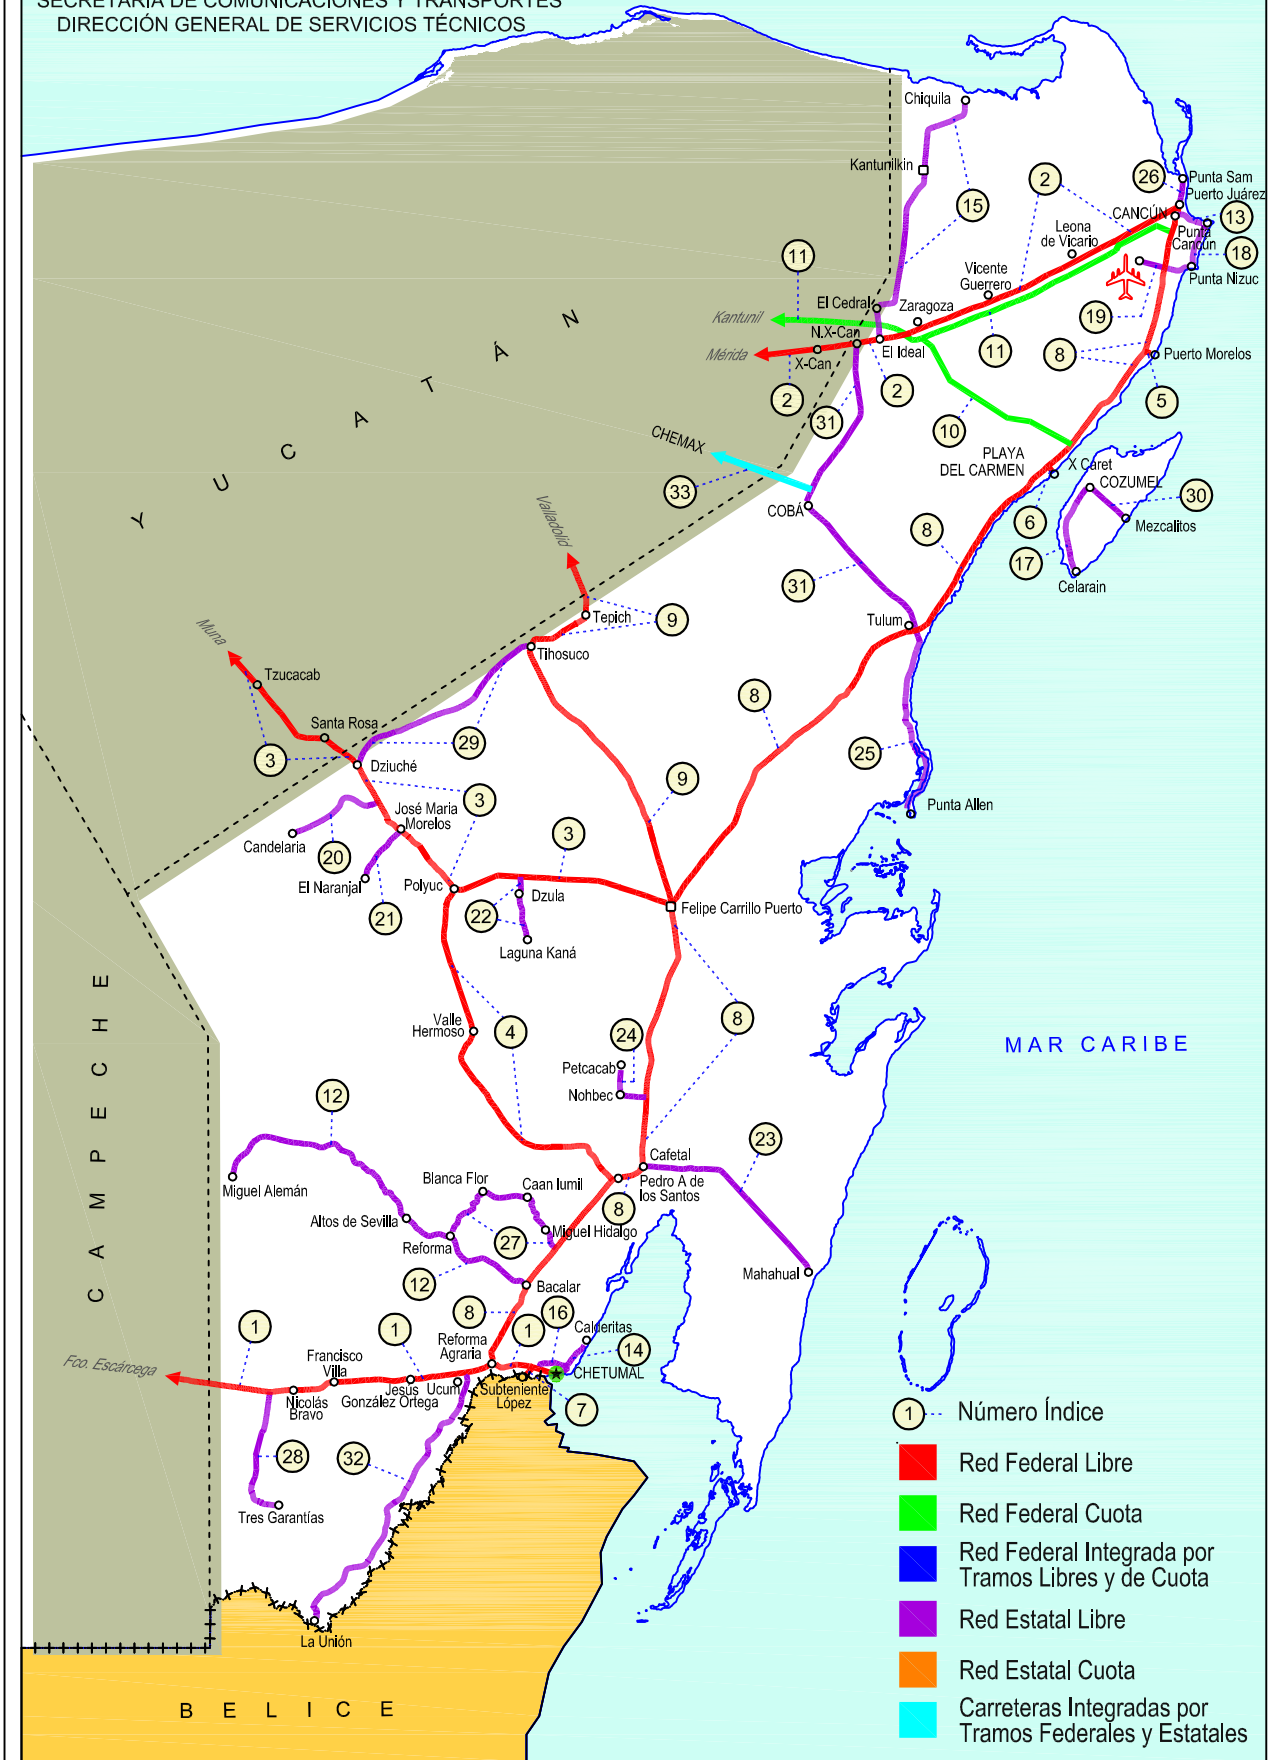 SECRETARÍA DE COMUNICACIONES Y TRANSPORTES
DIRECCIÓN GENERAL DE SERVICIOS TÉCNICOS
Chiquila
Kantunilkin
15
2
26
Punta Sam
Puerto Juárez
CANCÚN
13
Punta
Cancún
18
Punta Nizuc
Leona
de Vicario
Vicente
Guerrero
11
El Cedral
Zaragoza
Kantunil
N.X-Can
El Ideal
Mérida
X-Can
19
8
11
Puerto Morelos
2
2
31
10
5
CHEMAX
33
PLAYA
DEL CARMEN
X Caret
COZUMEL
30
Mezcalitos
6
17
Celarain
COBÁ
8
31
YUCATÁN
Valladolid
Tepich
9
Tihosuco
Tulum
Muna
Tzucacab
Santa Rosa
3
Dziuché
29
8
25
Punta Allen
3
9
José Maria
Morelos
3
Candelaria
20
El Naranjal
21
Polyuc
22
Dzula
Laguna Kaná
Felipe Carrillo Puerto
CAMPECHE
Valle
Hermoso
4
24
8
Petcacab
Nohbec
MAR CARIBE
12
23
Cafetal
Pedro A de
los Santos
8
Miguel Alemán
Blanca Flor
Caan lumil
Altos de Sevilla
Reforma
27
Miguel Hidalgo
12
Bacalar
Mahahual
1
1
8
1
16
Calderitas
14
Reforma
Agraria
Fco. Escárcega
Francisco
Villa
Nicolás
Bravo
Jesús
González Ortega
Ucum
Subteniente
López
CHETUMAL
7
28
32
Tres Garantías
La Unión
BELICE
1 Número Índice
Red Federal Libre
Red Federal Cuota
Red Federal Integrada por
Tramos Libres y de Cuota
Red Estatal Libre
Red Estatal Cuota
Carreteras Integradas por
Tramos Federales y Estatales